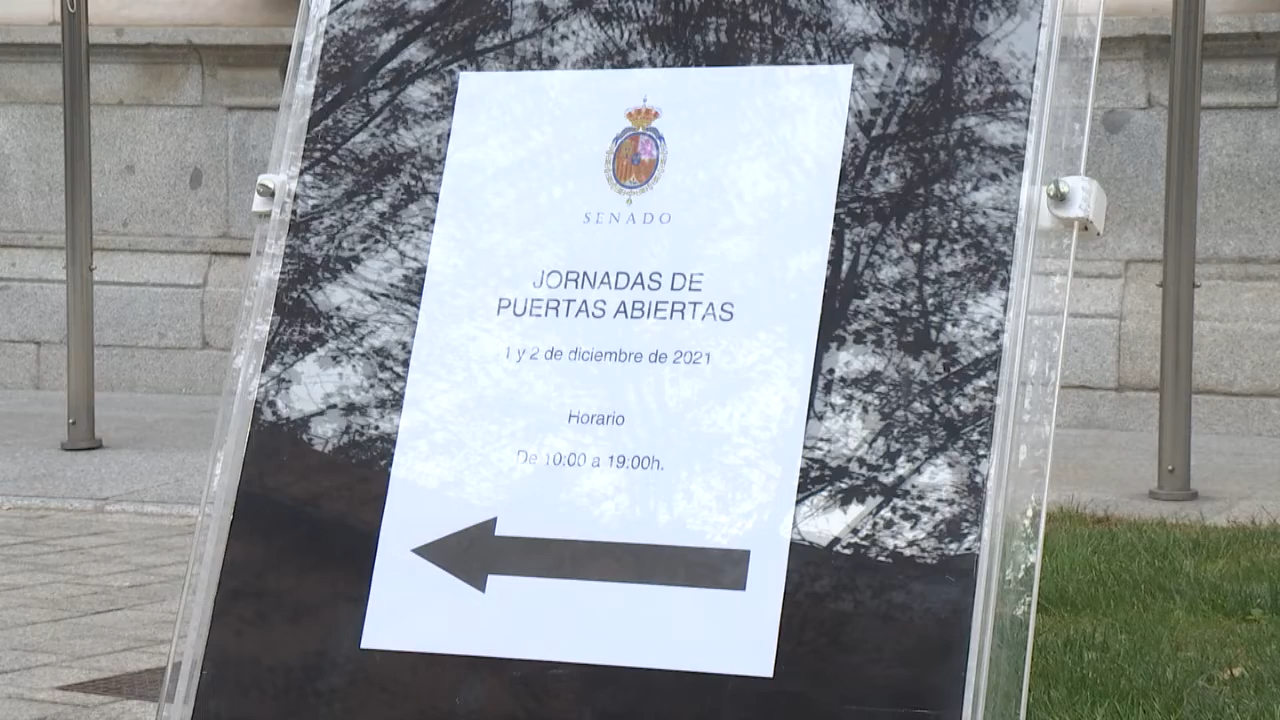 SENADO
JORNADAS DE
PUERTAS ABIERTAS
1 y 2 de diciembre de 2021
Horario
De 10:00 a 19:00h.